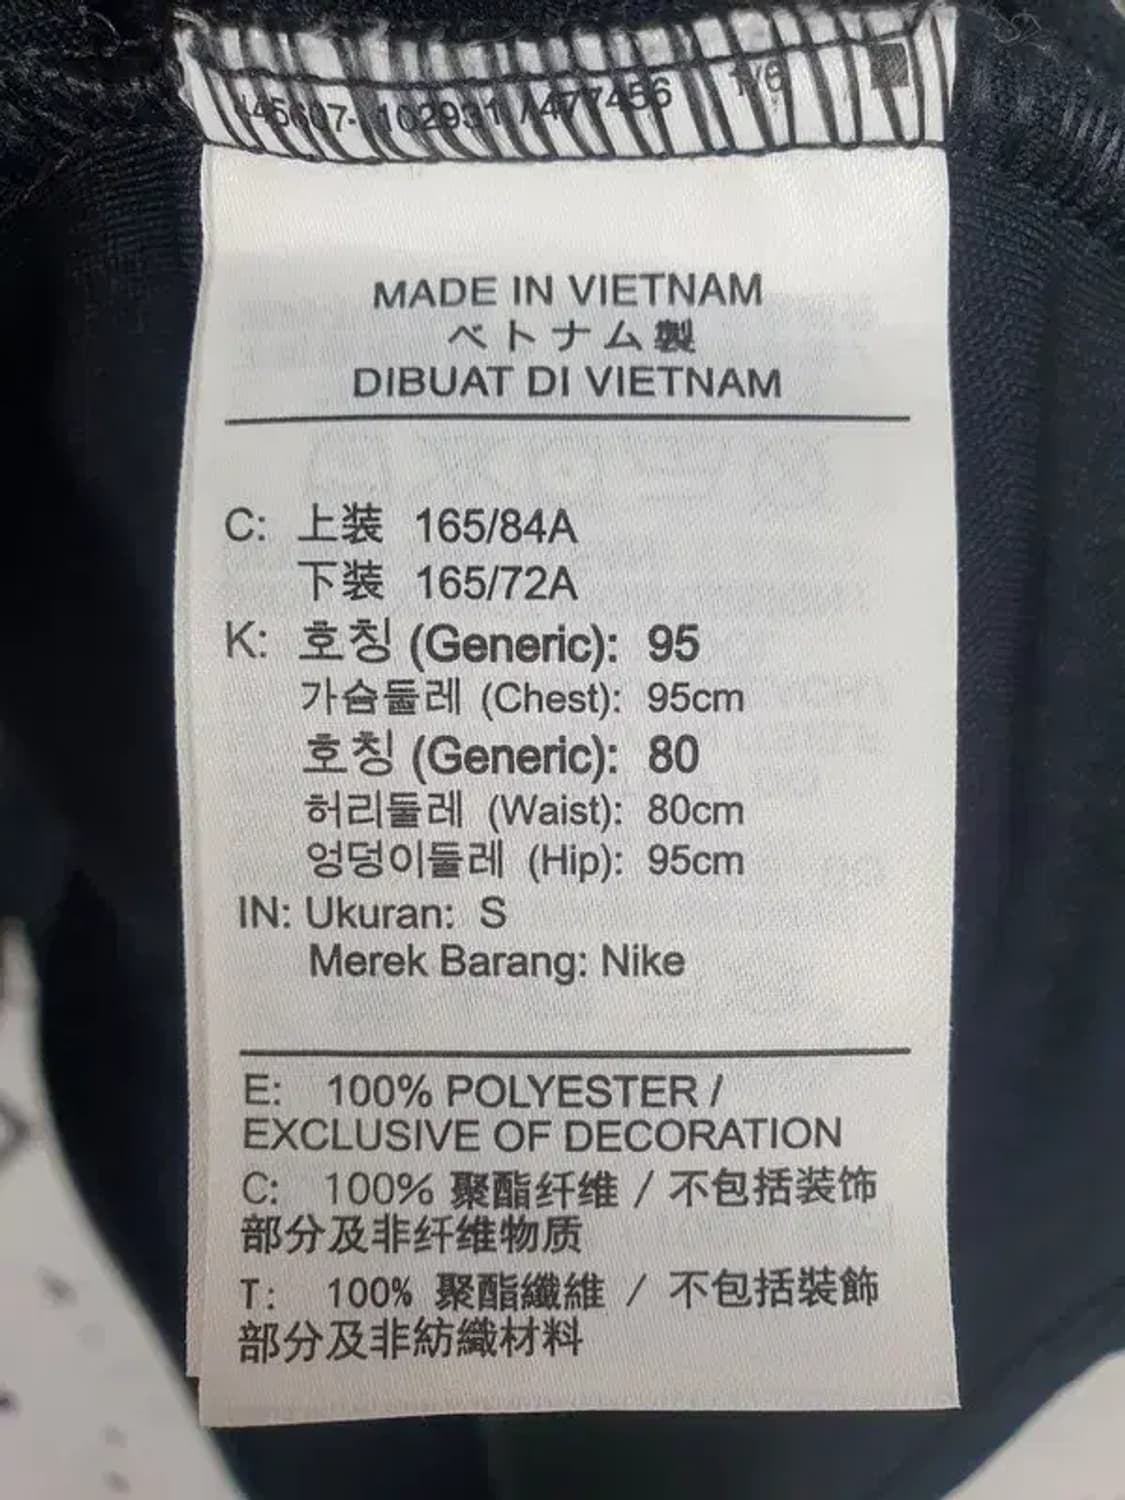 102931 / 477456 1/6
MADE IN VIETNAM
ベトナム製
DIBUAT DI VIETNAM
C: 上装 165/84A
下装 165/72A
K: 호칭 (Generic): 95
가슴둘레 (Chest): 95cm
호칭 (Generic): 80
허리둘레 (Waist): 80cm
엉덩이둘레 (Hip): 95cm
IN: Ukuran: S
Merek Barang: Nike
E: 100% POLYESTER /
EXCLUSIVE OF DECORATION
C: 100% 聚酯纤维 / 不包括装饰
部分及非纤维物质
T: 100% 聚酯纖維 / 不包括裝飾
部分及非紡織材料